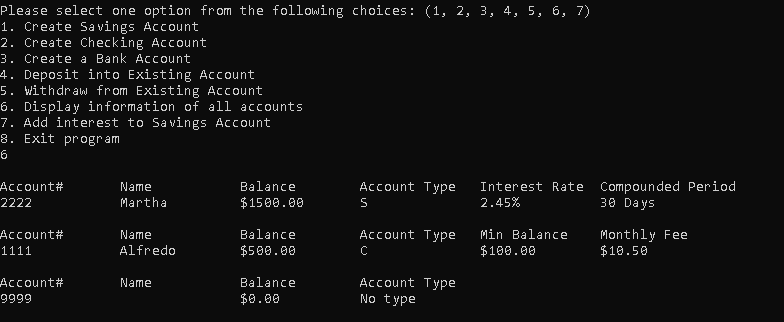 Please select one option from the following choices: (1, 2, 3, 4, 5, 6, 7)
1. Create Savings Account
2. Create Checking Account
3. Create a Bank Account
4. Deposit into Existing Account
5. Withdraw from Existing Account
6. Display information of all accounts
7. Add interest to Savings Account
8. Exit program
6
Account# Name Balance Account Type Interest Rate Compounded Period
2222 Martha $1500.00 S 2.45% 30 Days
Account# Name Balance Account Type Min Balance Monthly Fee
1111 Alfredo $500.00 C $100.00 $10.50
Account# Name Balance Account Type
9999 $0.00 No type